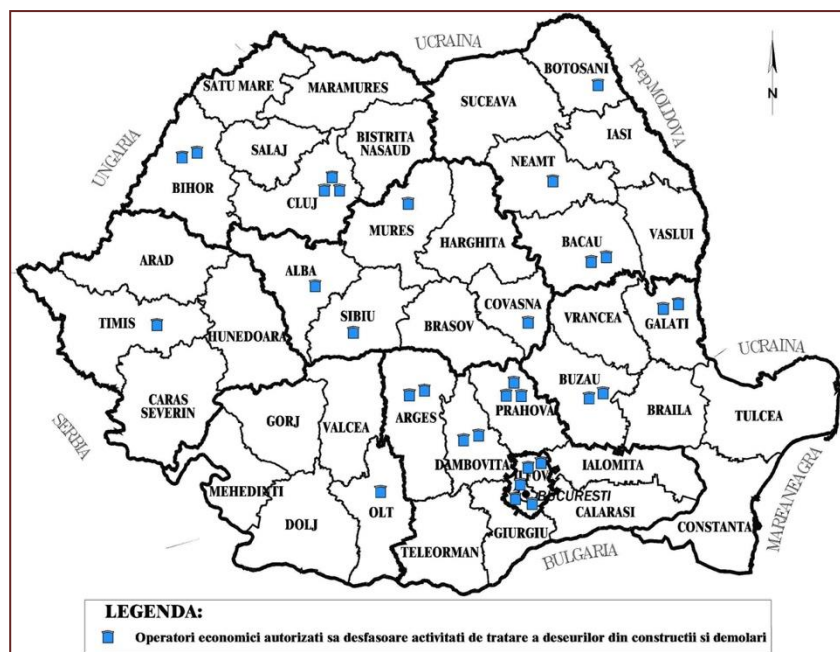 UCRAINA
BOTOSANI
Rep.MOLDOVA
N
SATU MARE
MARAMURES
SUCEAVA
IASI
UNGARIA
SALAJ
BISTRITA
NASAUD
NEAMT
BIHOR
CLUJ
MURES
HARGHITA
BACAU
VASLUI
ARAD
ALBA
TIMIS
SIBIU
BRASOV
COVASNA
VRANCEA
GALATI
HUNEDOARA
UCRAINA
CARAS
SEVERIN
GORJ
VALCEA
ARGES
PRAHOVA
BUZAU
BRAILA
TULCEA
SERBIA
DAMBOVITA
ILFOV
IALOMITA
MEHEDINTI
OLT
BUCURESTI
CALARASI
DOLJ
TELEORMAN
GIURGIU
CONSTANTA
MAREANEAGRA
BULGARIA
LEGENDA:
Operatori economici autorizati sa desfasoare activitati de tratare a deseurilor din constructii si demolari